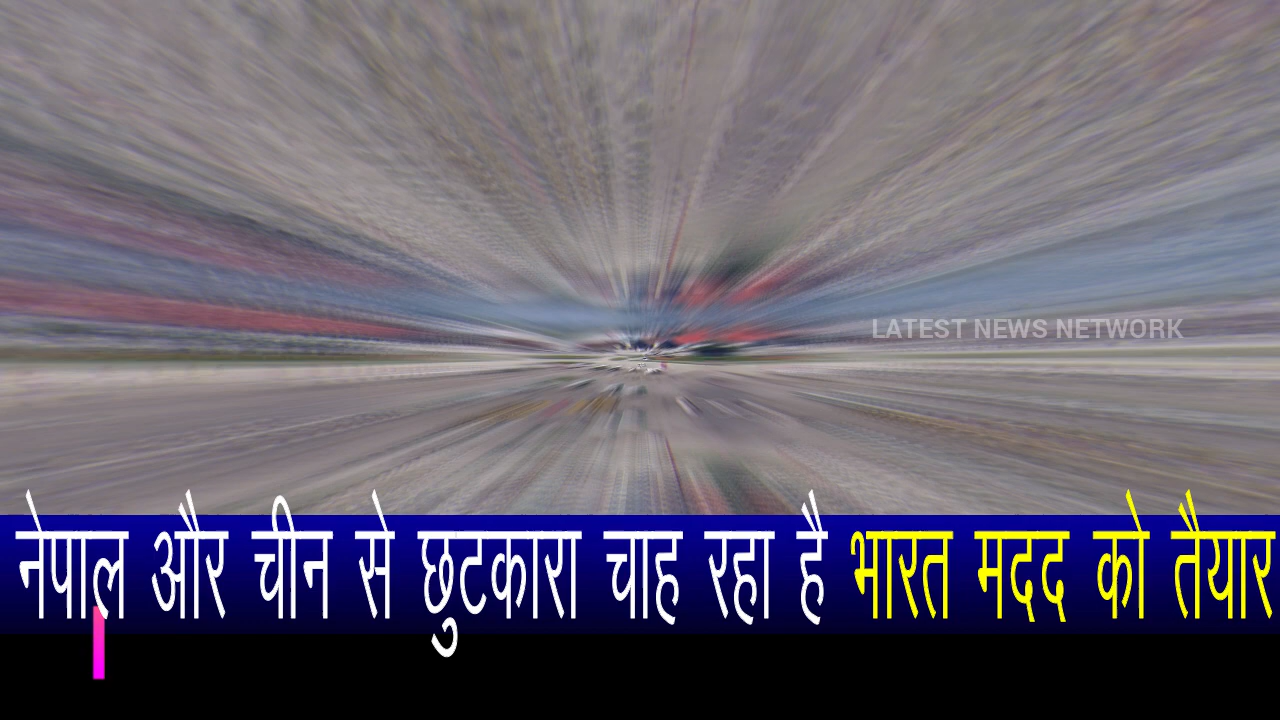 LATEST NEWS NETWORK
नेपाल और चीन से छुटकारा चाह रहा है भारत मदद को तैयार